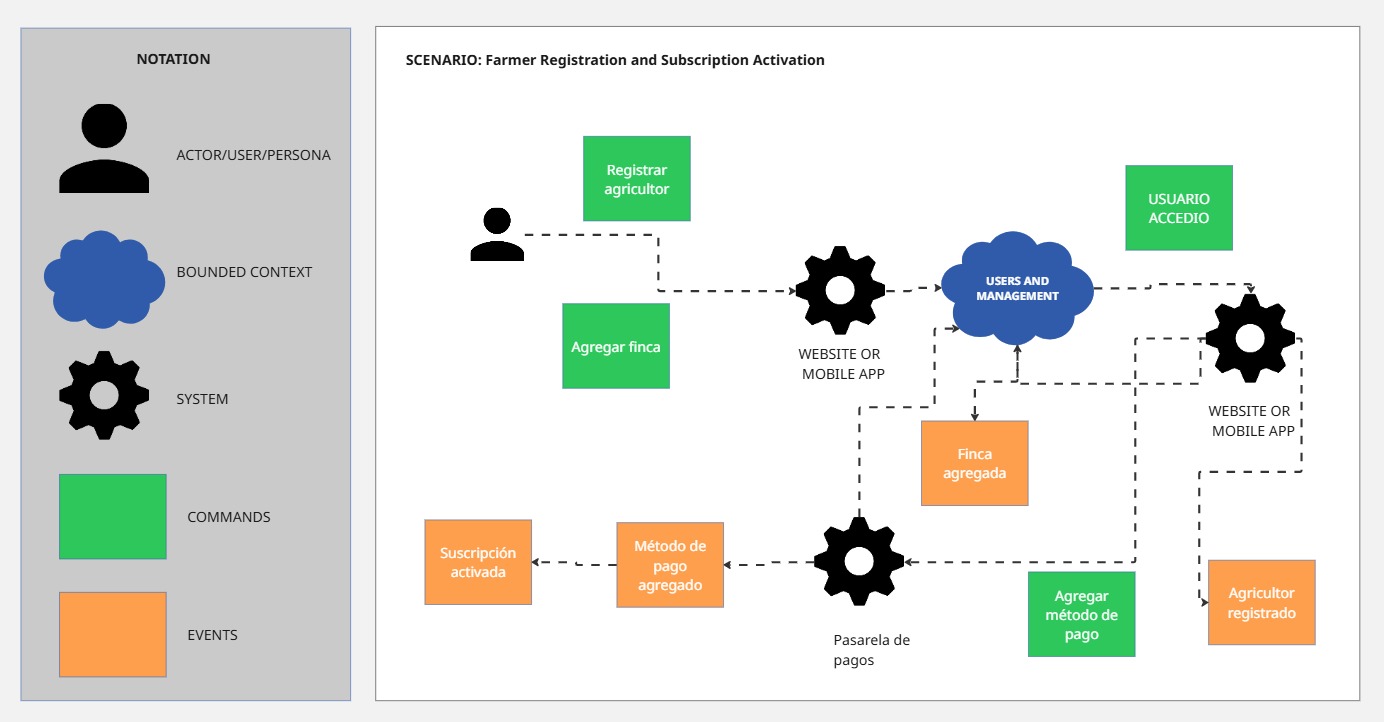 NOTATION
ACTOR/USER/PERSONA
BOUNDED CONTEXT
SYSTEM
COMMANDS
EVENTS
SCENARIO: Farmer Registration and Subscription Activation
Registrar
agricultor
Agregar finca
WEBSITE OR
MOBILE APP
USERS AND
MANAGEMENT
USUARIO
ACCEDIO
WEBSITE OR
MOBILE APP
Finca
agregada
Suscripción
activada
Método de
pago
agregado
Pasarela de
pagos
Agregar
método de
pago
Agricultor
registrado